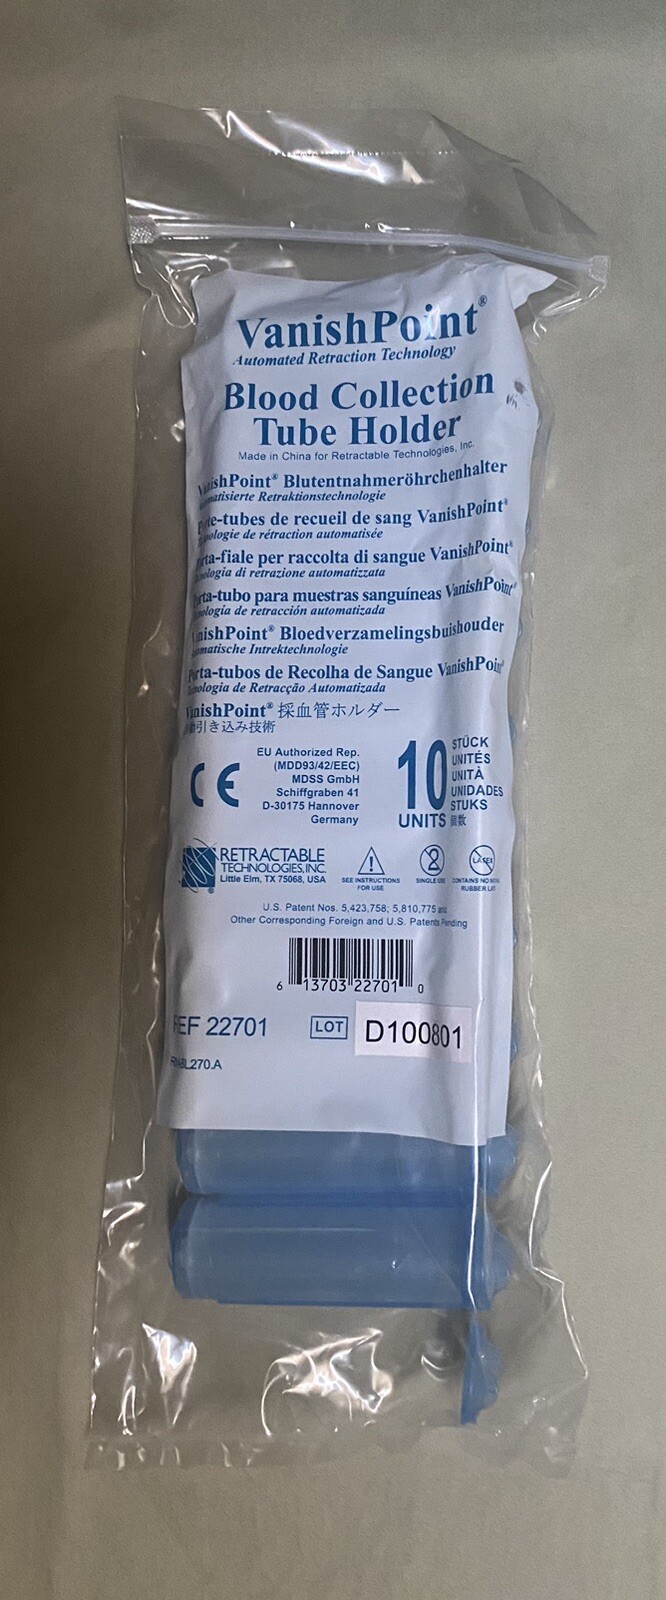 VanishPoint®
Automated Retraction Technology
Blood Collection
Tube Holder
Made in China for Retractable Technologies, Inc.
VanishPoint® Blutentnahmeröhrchenhalter
Automatisierte Retraktionstechnologie
Porte-tubes de recueil de sang VanishPoint®
Technologie de rétraction automatisée
Porta-fiale per raccolta di sangue VanishPoint®
Tecnologia di retrazione automatizzata
Porta-tubo para muestras sanguíneas VanishPoint®
Tecnología de retracción automatizada
VanishPoint® Bloedverzamelingsbuishouder
Automatische Intrektechnologie
Porta-tubos de Recolha de Sangue VanishPoint®
Tecnologia de Retracção Automatizada
VanishPoint® 採血管ホルダー
自動引き込み技術
CE
EU Authorized Rep.
(MDD93/42/EEC)
MDSS GmbH
Schiffgraben 41
D-30175 Hannover
Germany
10
UNITS
STÜCK
UNITÉS
UNITÀ
UNIDADES
STUKS
個数
RETRACTABLE
TECHNOLOGIES, INC.
Little Elm, TX 75068, USA
SEE INSTRUCTIONS
FOR USE
2
SINGLE USE
LATEX
CONTAINS NO
RUBBER
U.S. Patent Nos. 5,423,758; 5,810,775 and
Other Corresponding Foreign and U.S. Patents Pending
6 13703 22701 0
REF 22701
LOT D100801